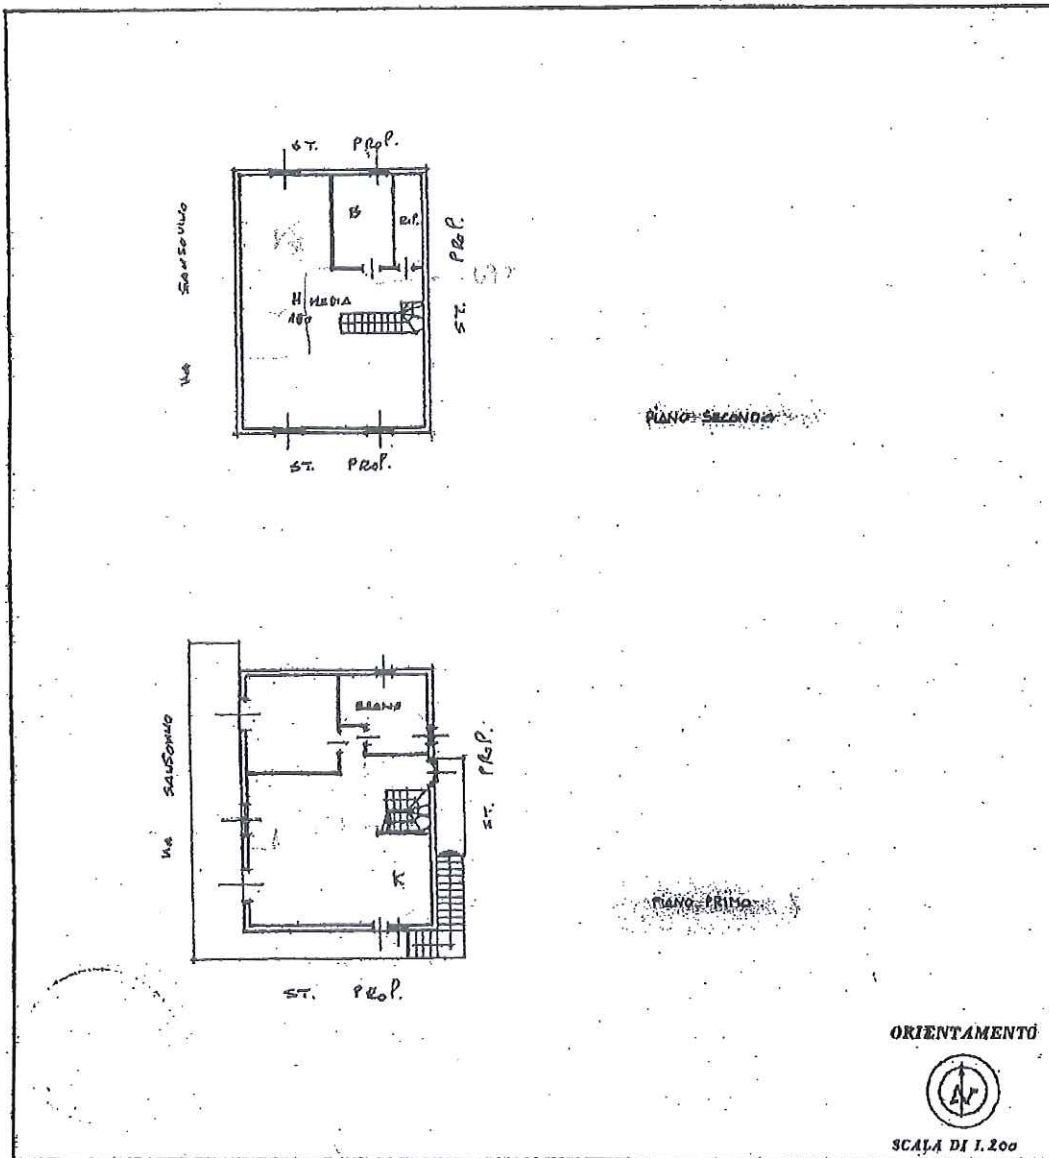 ST. PROP.
VIA SANSOVINO
B
RIP.
ST. PROP.
H MEDIA
180
ST. PROP.
PIANO SECONDO
BAGNO
VIA SANSOVINO
ST. PROP.
K
ST. PROP.
PIANO PRIMO
ORIENTAMENTO
N
SCALA DI 1.200